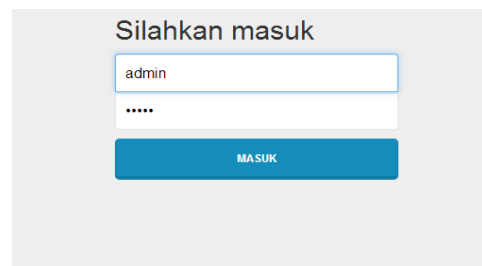 Silahkan masuk
admin
•••••
MASUK